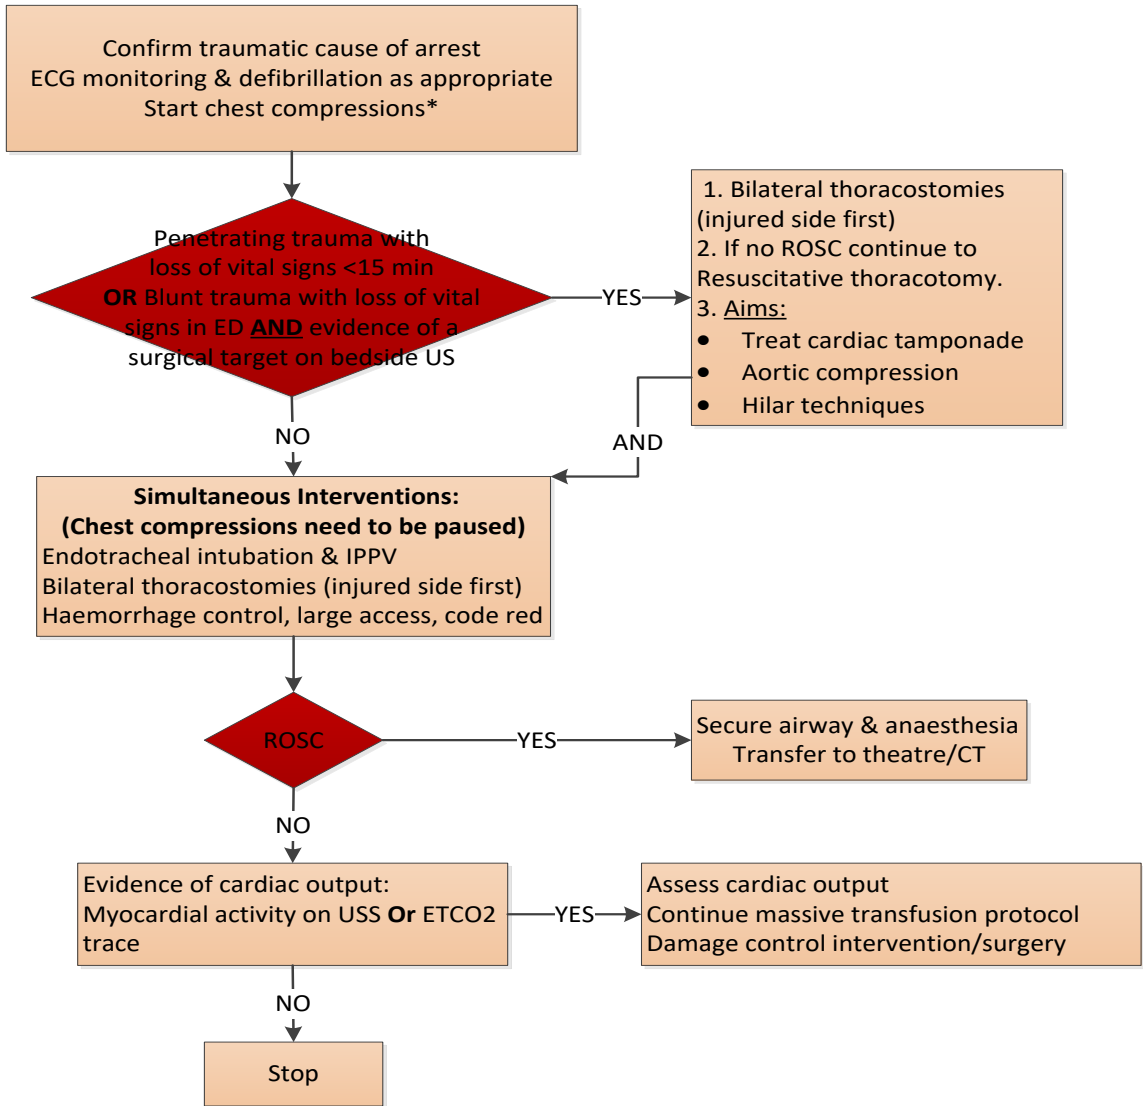 Confirm traumatic cause of arrest
ECG monitoring & defibrillation as appropriate
Start chest compressions*
Penetrating trauma with
loss of vital signs <15 min
OR Blunt trauma with loss of vital
signs in ED AND evidence of a
surgical target on bedside US
YES
1. Bilateral thoracostomies
(injured side first)
2. If no ROSC continue to
Resuscitative thoracotomy.
3. Aims:
• Treat cardiac tamponade
• Aortic compression
• Hilar techniques
NO
AND
Simultaneous Interventions:
(Chest compressions need to be paused)
Endotracheal intubation & IPPV
Bilateral thoracostomies (injured side first)
Haemorrhage control, large access, code red
ROSC
YES
Secure airway & anaesthesia
Transfer to theatre/CT
NO
Evidence of cardiac output:
Myocardial activity on USS Or ETCO2
trace
YES
Assess cardiac output
Continue massive transfusion protocol
Damage control intervention/surgery
NO
Stop